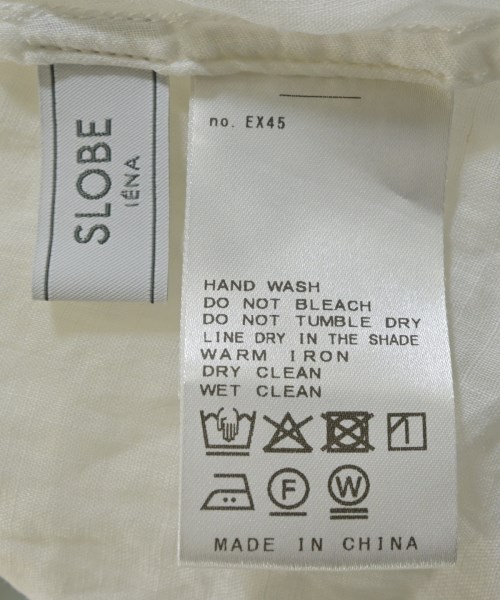 SLOBE
IÉNA
no. EX45
HAND WASH
DO NOT BLEACH
DO NOT TUMBLE DRY
LINE DRY IN THE SHADE
WARM IRON
DRY CLEAN
WET CLEAN
F W
MADE IN CHINA